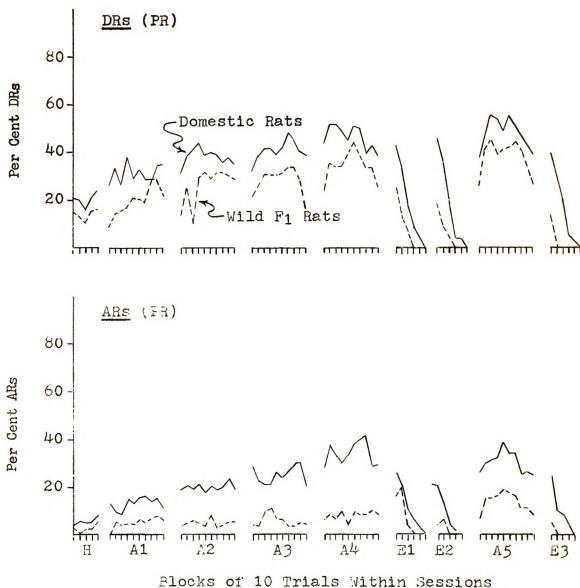 DRs (PR)
Per Cent DRs
80
60
40
20
Domestic Rats
Wild F1 Rats
ARs (PR)
Per Cent ARs
80
60
40
20
H A1 A2 A3 A4 E1 E2 A5 E3
Blocks of 10 Trials Within Sessions